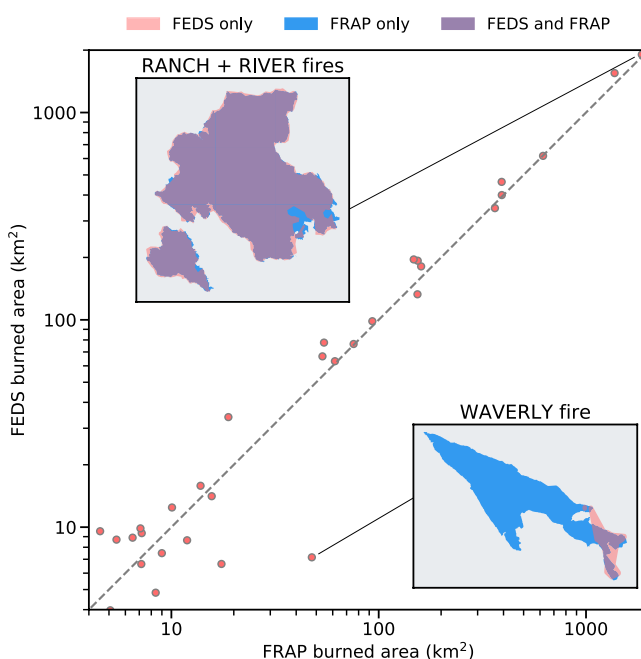 FEDS only FRAP only FEDS and FRAP
RANCH + RIVER fires
1000
100
10
FEDS burned area (km²)
WAVERLY fire
10 100 1000
FRAP burned area (km²)